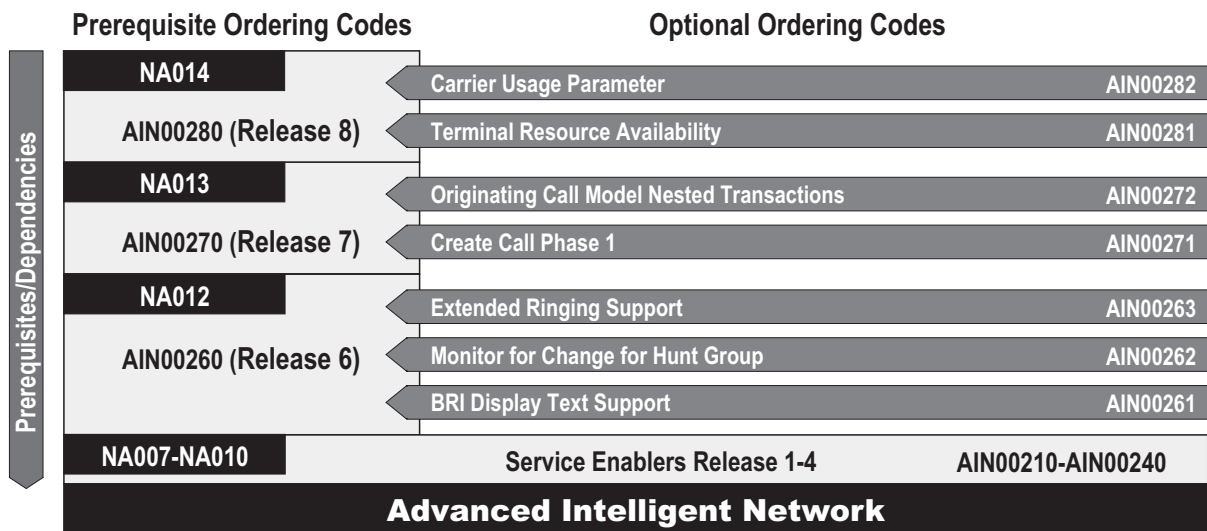 Prerequisite Ordering Codes
Optional Ordering Codes
Prerequisites/Dependencies
NA014
Carrier Usage Parameter AIN00282
AIN00280 (Release 8)
Terminal Resource Availability AIN00281
NA013
Originating Call Model Nested Transactions AIN00272
AIN00270 (Release 7)
Create Call Phase 1 AIN00271
NA012
Extended Ringing Support AIN00263
AIN00260 (Release 6)
Monitor for Change for Hunt Group AIN00262
BRI Display Text Support AIN00261
NA007-NA010
Service Enablers Release 1-4 AIN00210-AIN00240
Advanced Intelligent Network